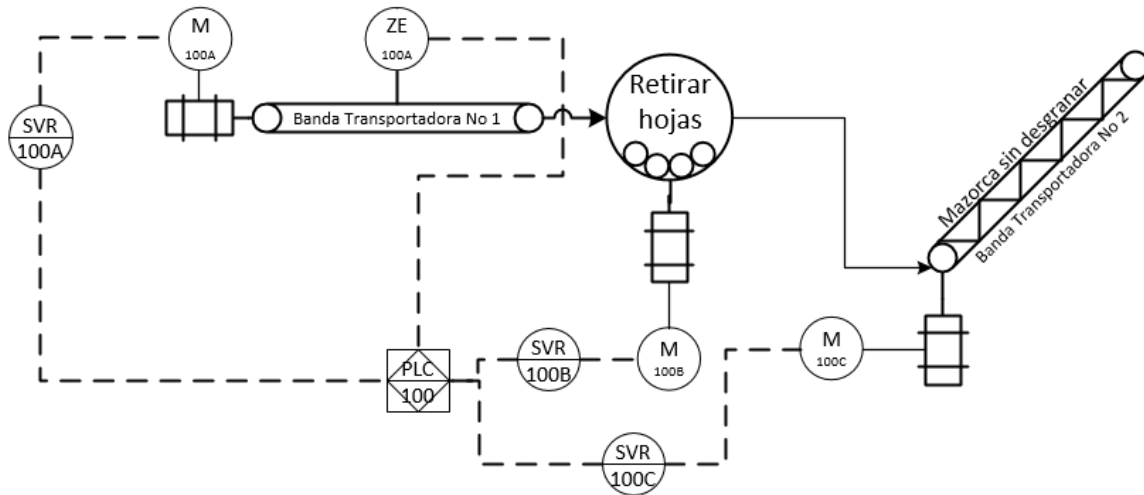 M
100A
ZE
100A
SVR
100A
Banda Transportadora No 1
Retirar
hojas
Mazorca sin desgranar
Banda Transportadora No 2
PLC
100
SVR
100B
M
100B
M
100C
SVR
100C